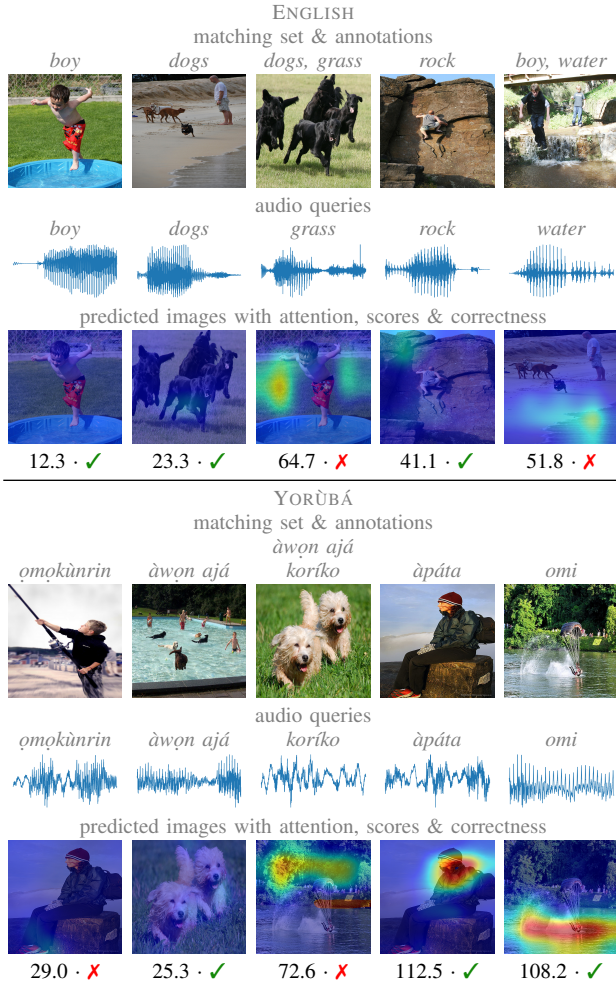 ENGLISH
matching set & annotations
boy dogs dogs, grass rock boy, water
audio queries
boy dogs grass rock water
predicted images with attention, scores & correctness
12.3 · ✓ 23.3 · ✓ 64.7 · ✗ 41.1 · ✓ 51.8 · ✗
YORÙBÁ
matching set & annotations
àwọn ajá
ọmọkùnrin àwọn ajá koríko àpáta omi
audio queries
ọmọkùnrin àwọn ajá koríko àpáta omi
predicted images with attention, scores & correctness
29.0 · ✗ 25.3 · ✓ 72.6 · ✗ 112.5 · ✓ 108.2 · ✓